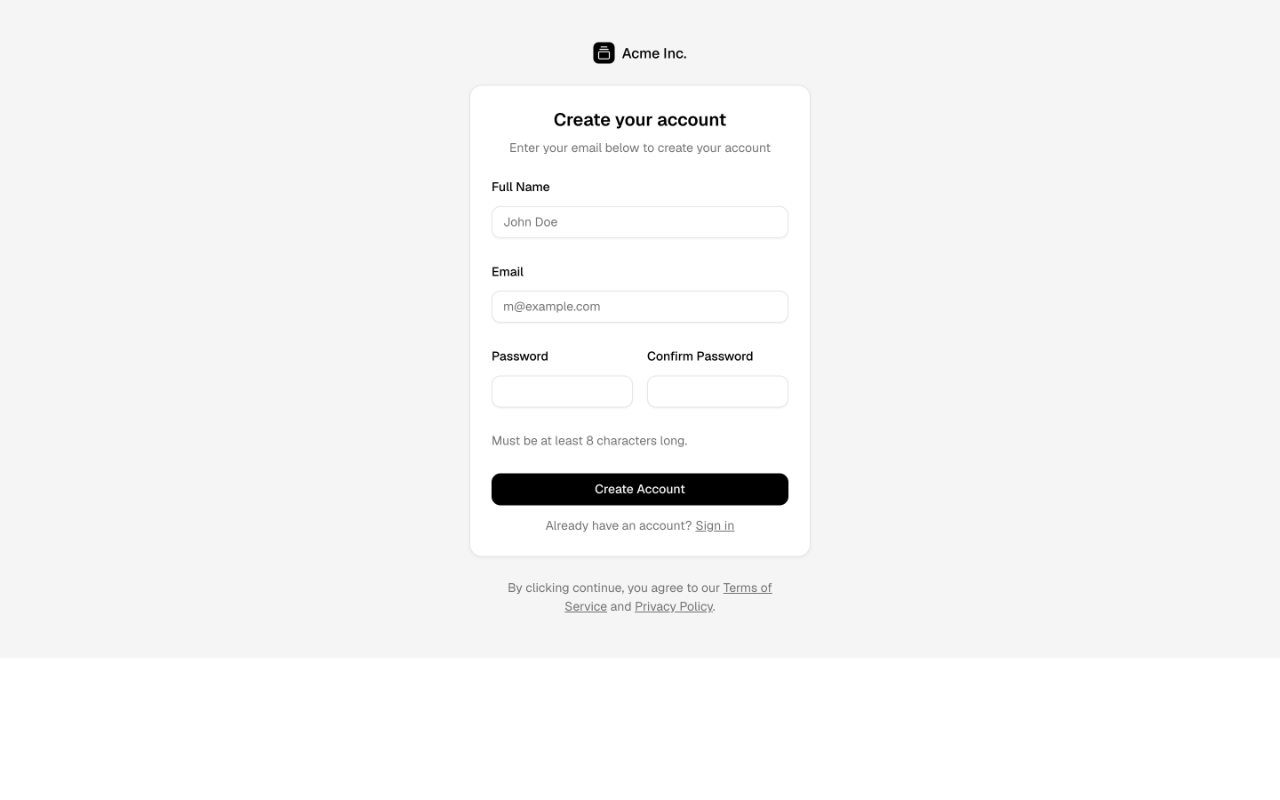 Acme Inc.
Create your account
Enter your email below to create your account
Full Name
John Doe
Email
m@example.com
Password
Confirm Password
Must be at least 8 characters long.
Create Account
Already have an account? Sign in
By clicking continue, you agree to our Terms of
Service and Privacy Policy.